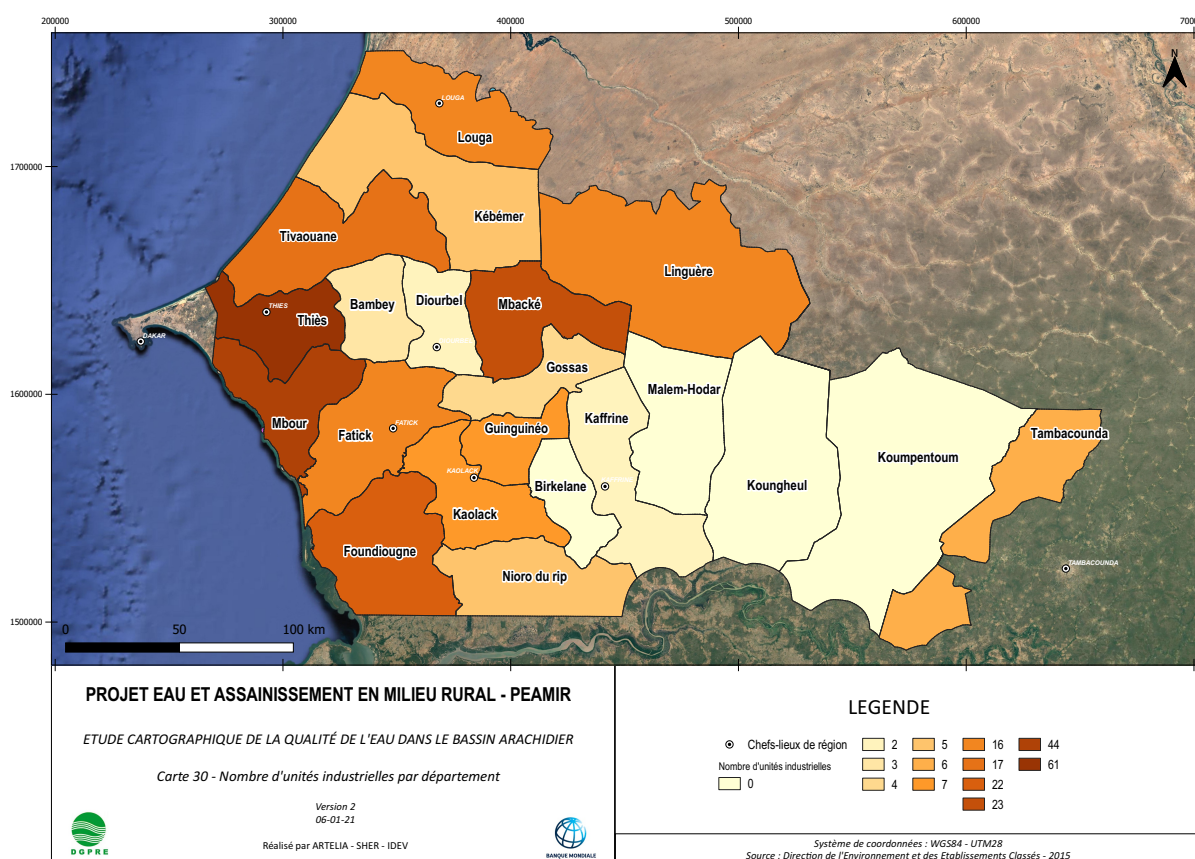 200000 300000 400000 500000 600000
N
LOUGA
Louga
1700000
Kébémer
Tivaouane
Linguère
Mbacké
Diourbel
Bambey
THIES
Thiès
DAKAR
Gossas
Malem-Hodar
1600000
Kaffrine
Mbour
Guinguinéo
FATICK
Fatick
Tambacounda
Koumpentoum
KAOLACK
Birkelane
Koungheul
Kaolack
Foundiougne
TAMBACOUNDA
Nioro du rip
1500000
0 50 100 km
PROJET EAU ET ASSAINISSEMENT EN MILIEU RURAL - PEAMIR
ETUDE CARTOGRAPHIQUE DE LA QUALITÉ DE L'EAU DANS LE BASSIN ARACHIDIER
Carte 30 - Nombre d'unités industrielles par département
Version 2
06-01-21
Réalisé par ARTELIA - SHER - IDEV
DGPRE
BANQUE MONDIALE
LEGENDE
Chefs-lieux de région
Nombre d'unités industrielles
0
2
3
4
5
6
7
16
17
22
23
44
61
Système de coordonnées : WGS84 - UTM28
Source : Direction de l'Environnement et des Etablissements Classés - 2015